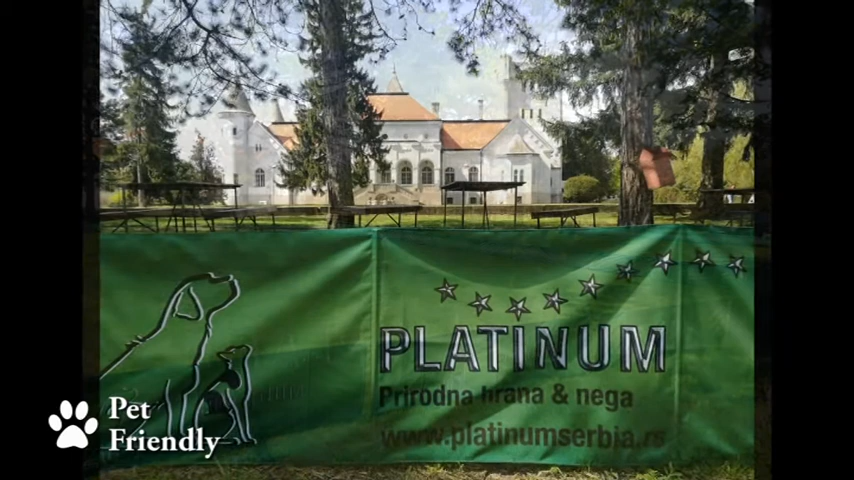 PLATINUM
Prirodna hrana & nega
www.platinumserbia.rs
Pet
Friendly